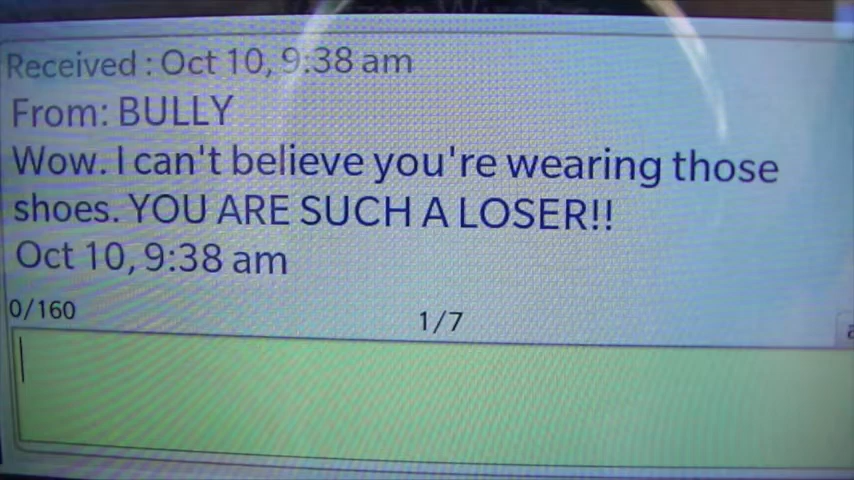 Received : Oct 10, 9:38 am
From: BULLY
Wow. I can't believe you're wearing those
shoes. YOU ARE SUCH A LOSER!!
Oct 10, 9:38 am
0/160
1/7